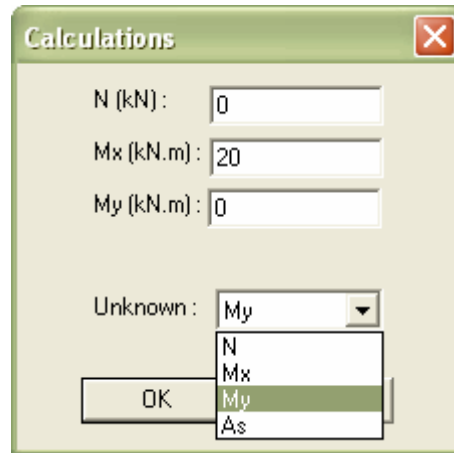 Calculations
N (kN) : 0
Mx (kN.m) : 20
My (kN.m) : 0
Unknown : My
N
Mx
My
As
OK